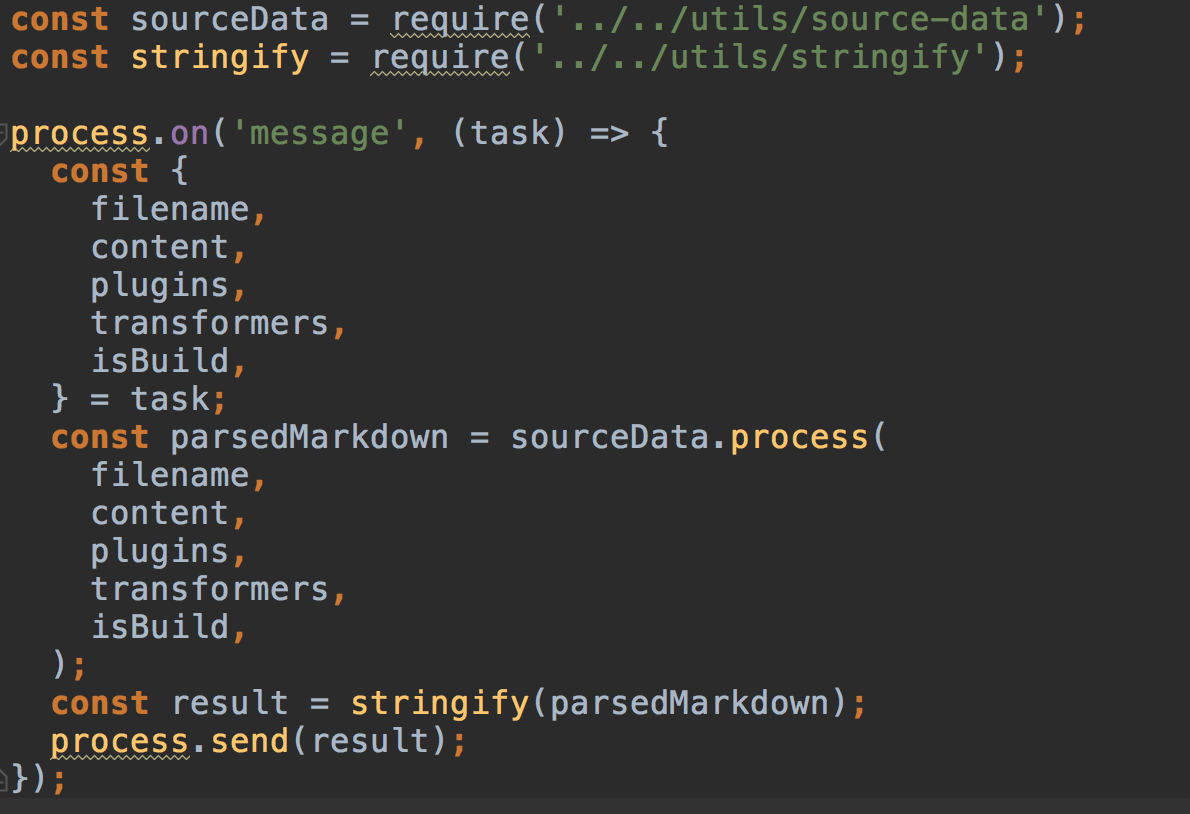 const sourceData = require('../../utils/source-data');
const stringify = require('../../utils/stringify');

process.on('message', (task) => {
  const {
    filename,
    content,
    plugins,
    transformers,
    isBuild,
  } = task;
  const parsedMarkdown = sourceData.process(
    filename,
    content,
    plugins,
    transformers,
    isBuild,
  );
  const result = stringify(parsedMarkdown);
  process.send(result);
});